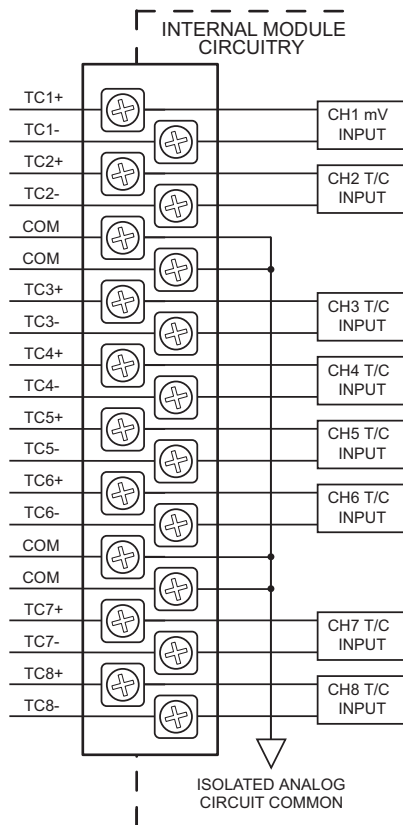 INTERNAL MODULE
CIRCUITRY
TC1+
CH1 mV
INPUT
TC1-
TC2+
CH2 T/C
INPUT
TC2-
COM
COM
TC3+
CH3 T/C
INPUT
TC3-
TC4+
CH4 T/C
INPUT
TC4-
TC5+
CH5 T/C
INPUT
TC5-
TC6+
CH6 T/C
INPUT
TC6-
COM
COM
TC7+
CH7 T/C
INPUT
TC7-
TC8+
CH8 T/C
INPUT
TC8-
ISOLATED ANALOG
CIRCUIT COMMON